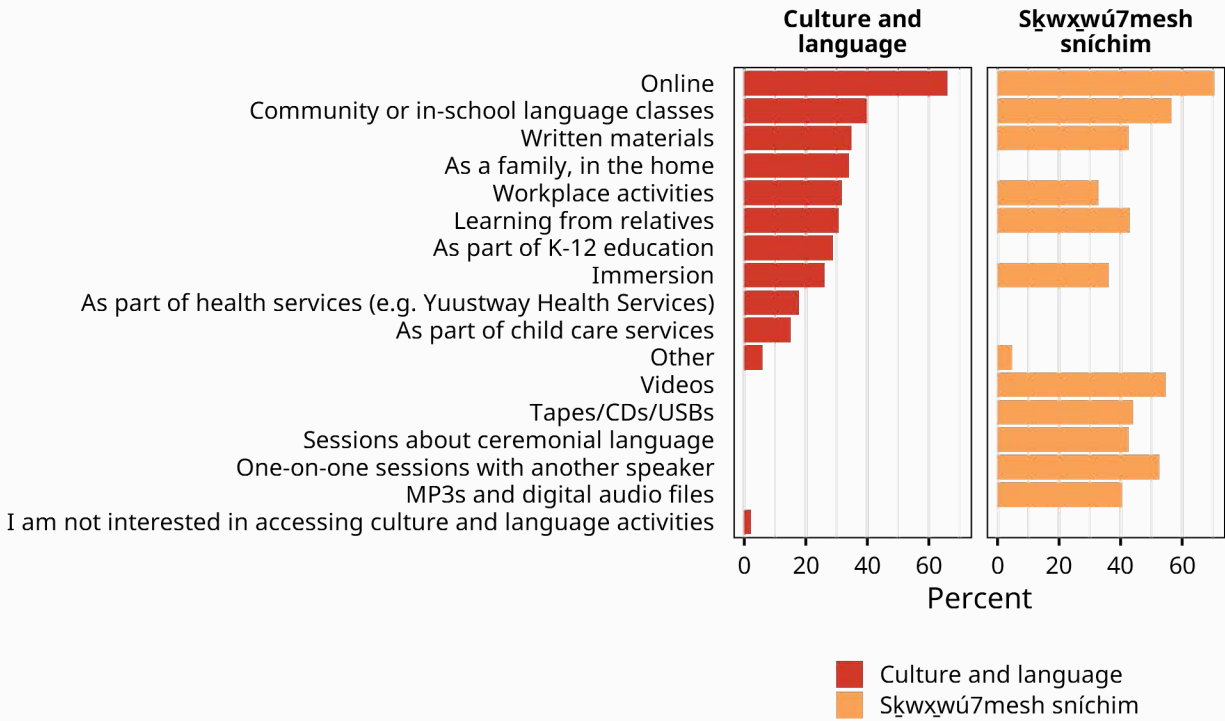 Culture and
language
Sḵwx̱wú7mesh
sníchim
Online
Community or in-school language classes
Written materials
As a family, in the home
Workplace activities
Learning from relatives
As part of K-12 education
Immersion
As part of health services (e.g. Yuustway Health Services)
As part of child care services
Other
Videos
Tapes/CDs/USBs
Sessions about ceremonial language
One-on-one sessions with another speaker
MP3s and digital audio files
I am not interested in accessing culture and language activities
0 20 40 60
0 20 40 60
Percent
Culture and language
Sḵwx̱wú7mesh sníchim